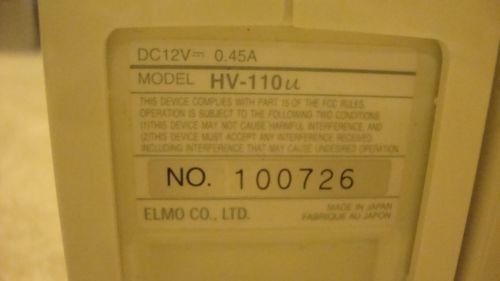 DC12V⎓ 0.45A
MODEL HV-110u
THIS DEVICE COMPLIES WITH PART 15 OF THE FCC RULES.
OPERATION IS SUBJECT TO THE FOLLOWING TWO CONDITIONS
(1)THIS DEVICE MAY NOT CAUSE HARMFUL INTERFERENCE, AND
(2)THIS DEVICE MUST ACCEPT ANY INTERFERENCE RECEIVED.
INCLUDING INTERFERENCE THAT MAY CAUSE UNDESIRED OPERATION
NO. 100726
ELMO CO., LTD. MADE IN JAPAN
FABRIQUE AU JAPON